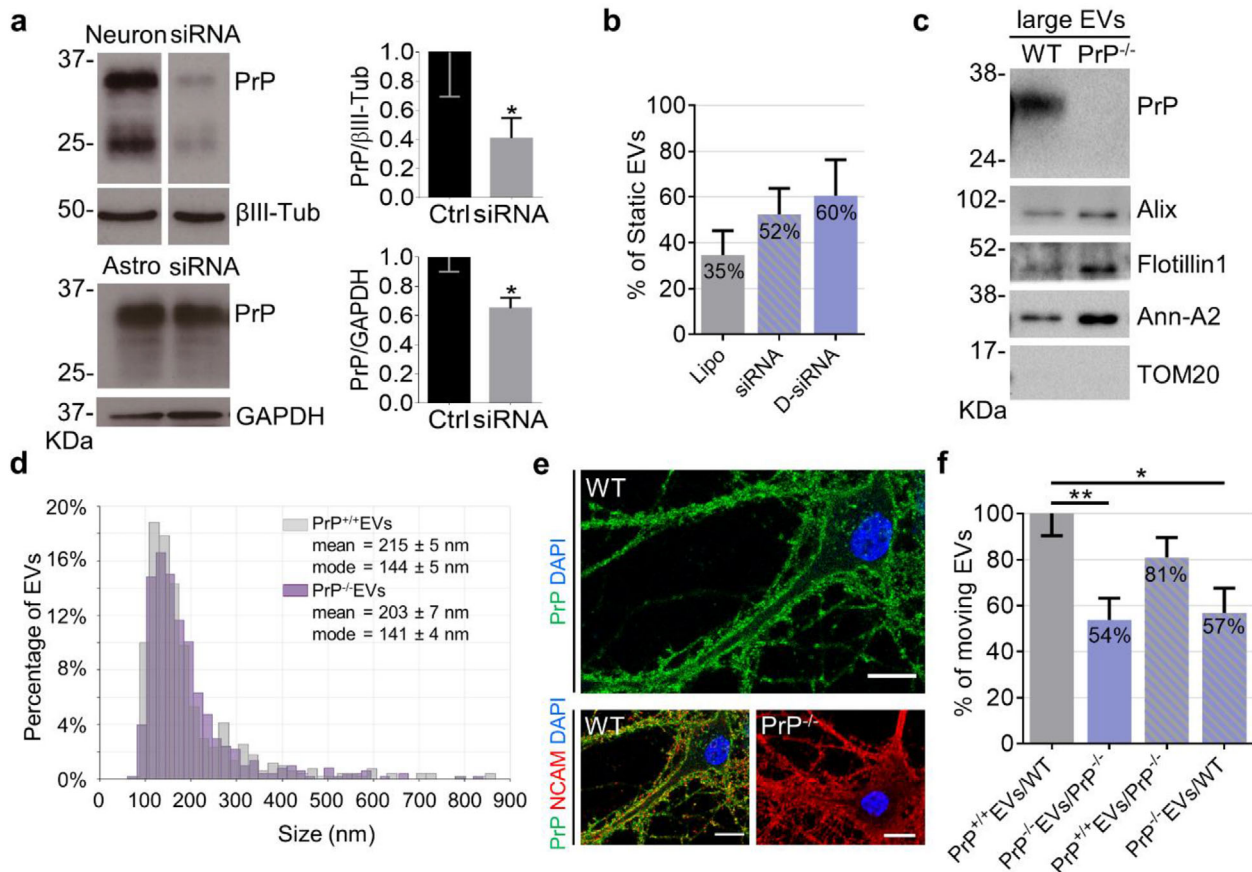 a
Neuron siRNA
37-
PrP
25-
50-
βIII-Tub
Astro siRNA
37-
PrP
25-
37-
GAPDH
KDa
PrP/βIII-Tub
1.0
0.8
0.6
0.4
0.2
0.0
*
Ctrl siRNA
PrP/GAPDH
1.0
0.8
0.6
0.4
0.2
0.0
*
Ctrl siRNA
b
% of Static EVs
100
80
60
40
20
0
35%
52%
60%
Lipo
siRNA
D-siRNA
c
large EVs
WT PrP-/-
38-
PrP
24-
102-
Alix
52-
Flotillin1
38-
Ann-A2
17-
TOM20
KDa
d
Percentage of EVs
20%
16%
12%
8%
4%
0%
PrP+/+EVs
mean = 215 ± 5 nm
mode = 144 ± 5 nm
PrP-/-EVs
mean = 203 ± 7 nm
mode = 141 ± 4 nm
0 100 200 300 400 500 600 700 800 900
Size (nm)
e
PrP DAPI
WT
PrP NCAM DAPI
WT
PrP-/-
f
% of moving EVs
*
**
100
80
60
40
20
0
54%
81%
57%
PrP+/+EVs/WT
PrP-/-EVs/PrP-/-
PrP+/+EVs/PrP-/-
PrP-/-EVs/WT